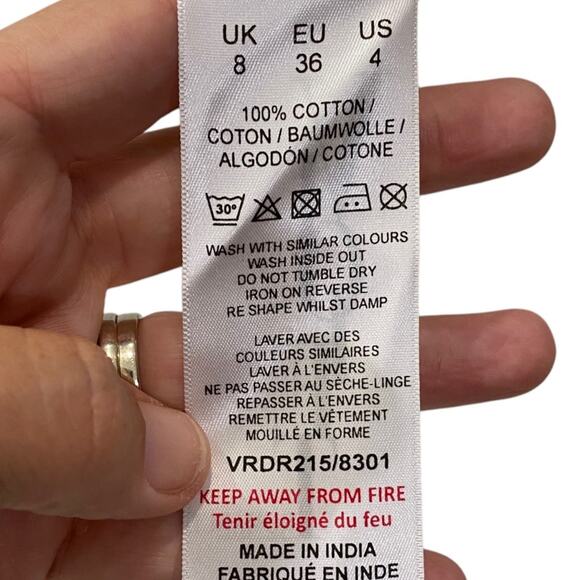 UK EU US
8 36 4
100% COTTON /
COTON / BAUMWOLLE /
ALGODÓN / COTONE
30°
WASH WITH SIMILAR COLOURS
WASH INSIDE OUT
DO NOT TUMBLE DRY
IRON ON REVERSE
RE SHAPE WHILST DAMP
LAVER AVEC DES
COULEURS SIMILAIRES
LAVER À L'ENVERS
NE PAS PASSER AU SÈCHE-LINGE
REPASSER À L'ENVERS
REMETTRE LE VÊTEMENT
MOUILLÉ EN FORME
VRDR215/8301
KEEP AWAY FROM FIRE
Tenir éloigné du feu
MADE IN INDIA
FABRIQUÉ EN INDE